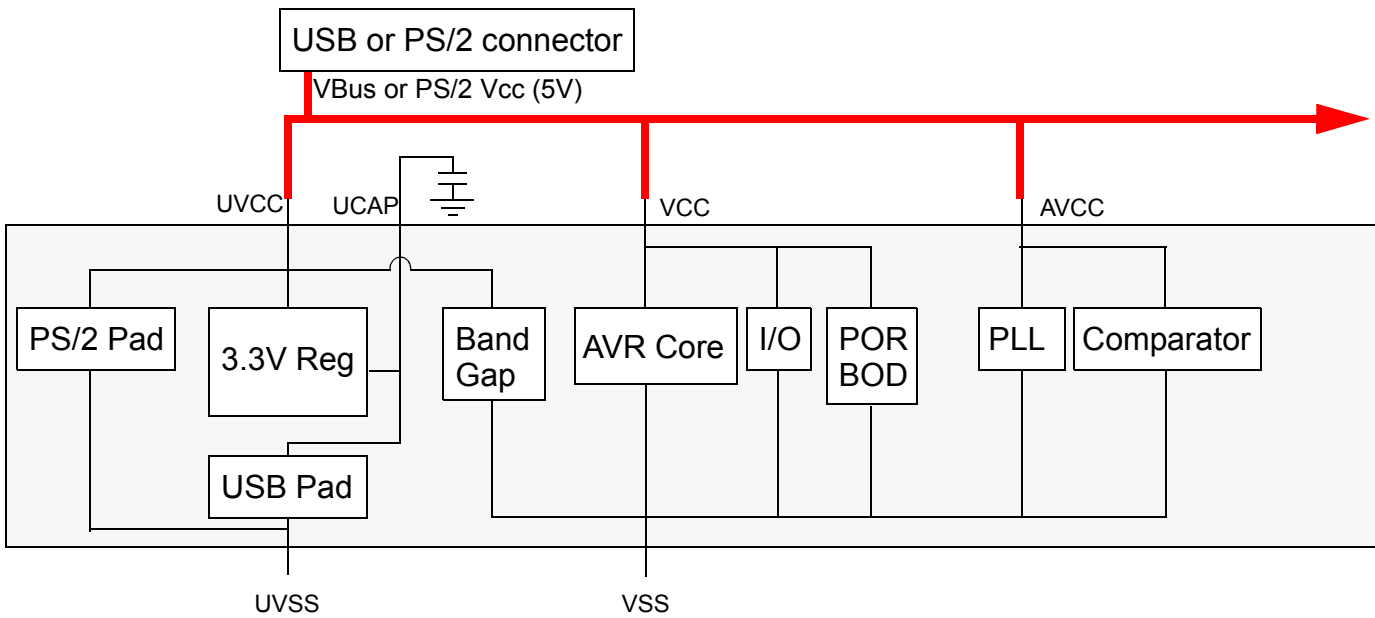 USB or PS/2 connector
VBus or PS/2 Vcc (5V)
UVCC
UCAP
VCC
AVCC
PS/2 Pad
3.3V Reg
Band
Gap
AVR Core
I/O
POR
BOD
PLL
Comparator
USB Pad
UVSS
VSS